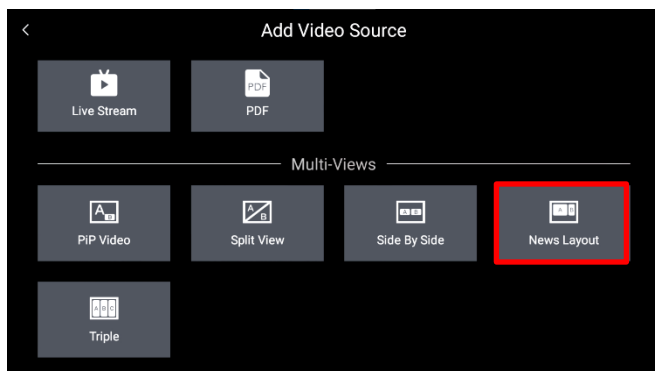 Add Video Source
PDF
Live Stream
PDF
Multi-Views
A
B
A
B
A B
A B
PiP Video
Split View
Side By Side
News Layout
A B C
Triple